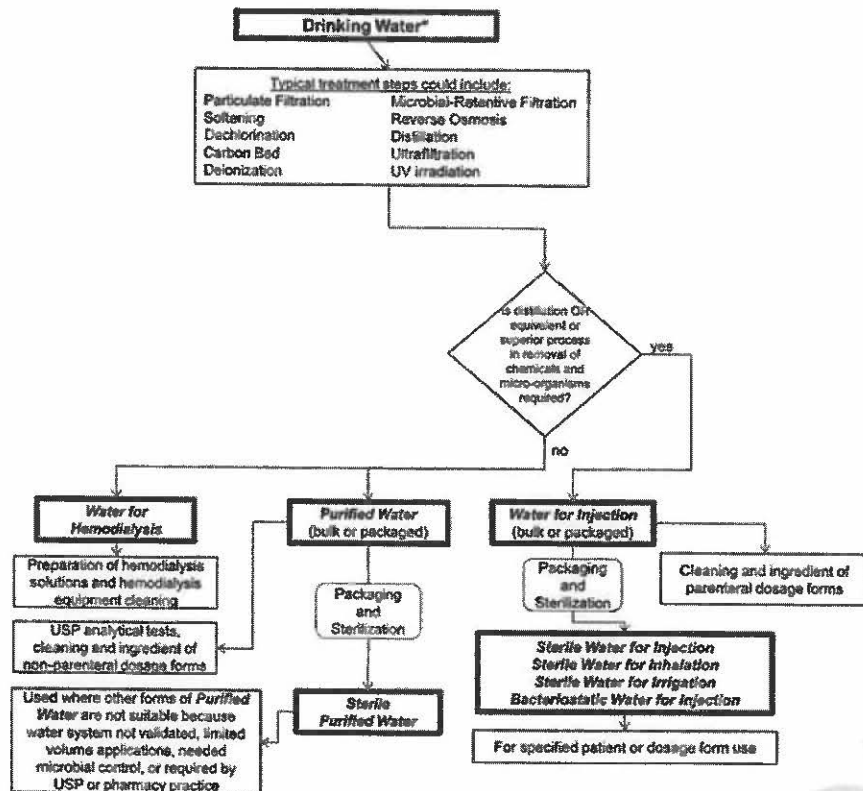 Drinking Water*
Typical treatment steps could include:
Particulate Filtration
Softening
Dechlorination
Carbon Bed
Deionization
Microbial-Retentive Filtration
Reverse Osmosis
Distillation
Ultrafiltration
UV irradiation
Is distillation OR
equivalent or
superior process
in removal of
chemicals and
micro-organisms
required?
yes
no
Water for
Hemodialysis
Purified Water
(bulk or packaged)
Water for Injection
(bulk or packaged)
Preparation of hemodialysis
solutions and hemodialysis
equipment cleaning
Packaging
and
Sterilization
Packaging
and
Sterilization
Cleaning and ingredient of
parenteral dosage forms
USP analytical tests,
cleaning and ingredient of
non-parenteral dosage forms
Sterile Water for Injection
Sterile Water for Inhalation
Sterile Water for Irrigation
Bacteriostatic Water for Injection
Used where other forms of Purified
Water are not suitable because
water system not validated, limited
volume applications, needed
microbial control, or required by
USP or pharmacy practice
Sterile
Purified Water
For specified patient or dosage form use